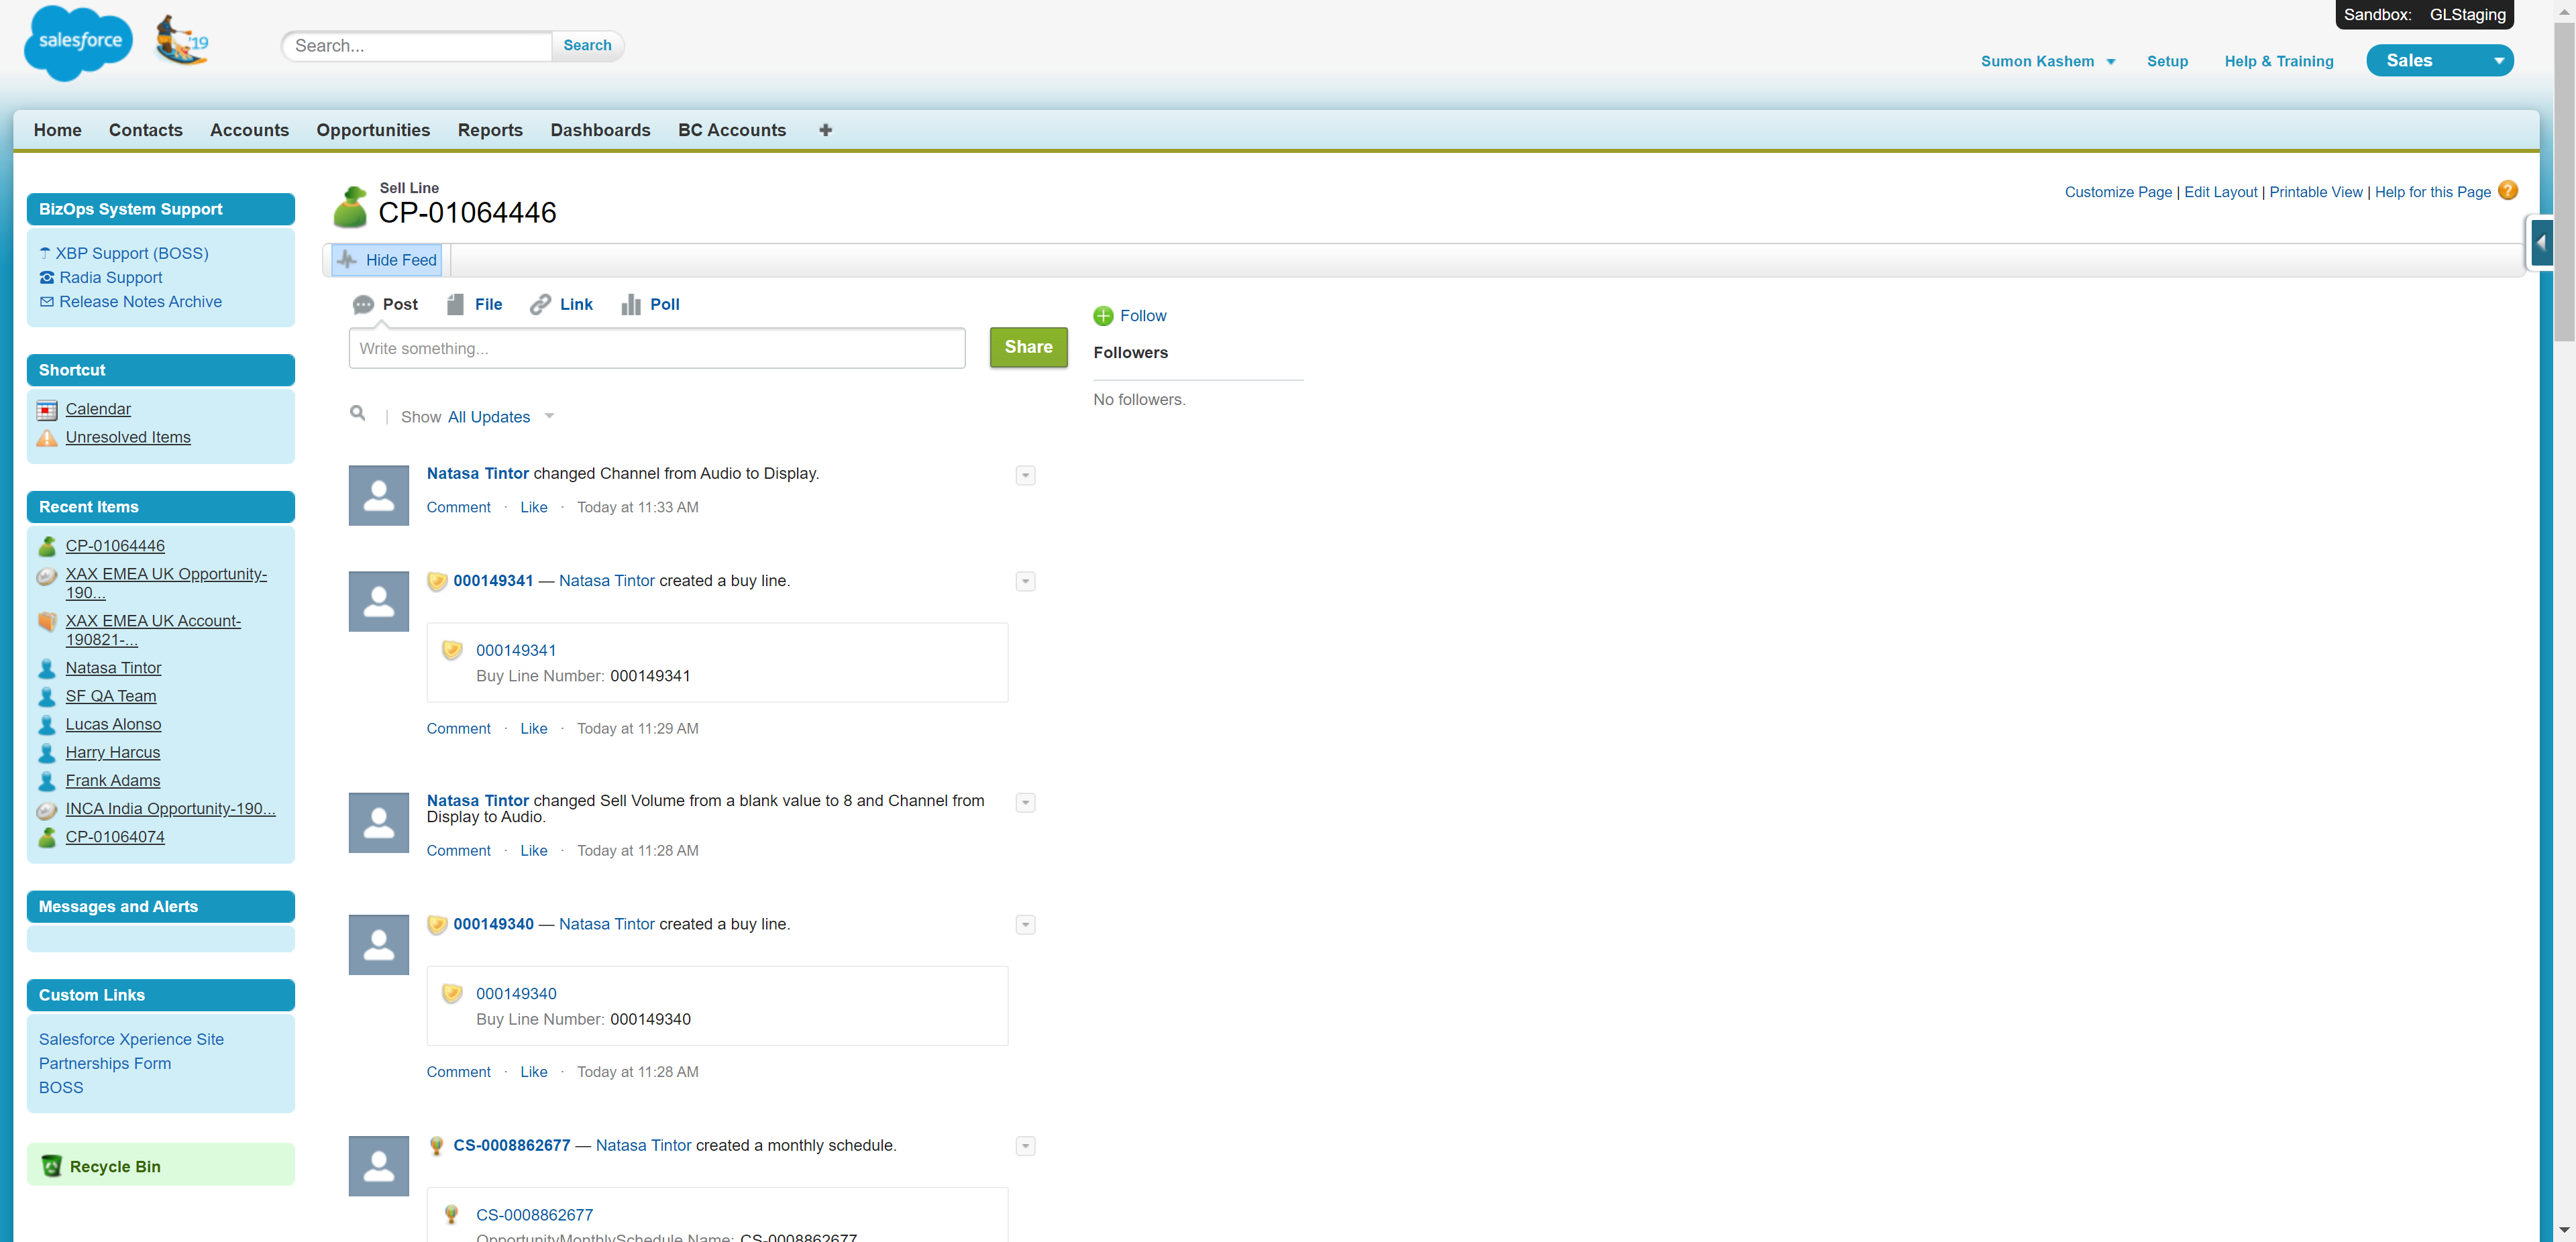 Sandbox: GLStaging
salesforce
'19
Search...
Search
Sumon Kashem
Setup
Help & Training
Sales
Home
Contacts
Accounts
Opportunities
Reports
Dashboards
BC Accounts
BizOps System Support
XBP Support (BOSS)
Radia Support
Release Notes Archive
Shortcut
Calendar
Unresolved Items
Recent Items
CP-01064446
XAX EMEA UK Opportunity-
190...
XAX EMEA UK Account-
190821-...
Natasa Tintor
SF QA Team
Lucas Alonso
Harry Harcus
Frank Adams
INCA India Opportunity-190...
CP-01064074
Messages and Alerts
Custom Links
Salesforce Xperience Site
Partnerships Form
BOSS
Recycle Bin
Sell Line
CP-01064446
Customize Page | Edit Layout | Printable View | Help for this Page ?
Hide Feed
Post
File
Link
Poll
Write something...
Share
Follow
Followers
No followers.
Show All Updates
Natasa Tintor changed Channel from Audio to Display.
Comment · Like · Today at 11:33 AM
000149341 — Natasa Tintor created a buy line.
000149341
Buy Line Number: 000149341
Comment · Like · Today at 11:29 AM
Natasa Tintor changed Sell Volume from a blank value to 8 and Channel from
Display to Audio.
Comment · Like · Today at 11:28 AM
000149340 — Natasa Tintor created a buy line.
000149340
Buy Line Number: 000149340
Comment · Like · Today at 11:28 AM
CS-0008862677 — Natasa Tintor created a monthly schedule.
CS-0008862677
OpportunityMonthlySchedule Name: CS-0008862677